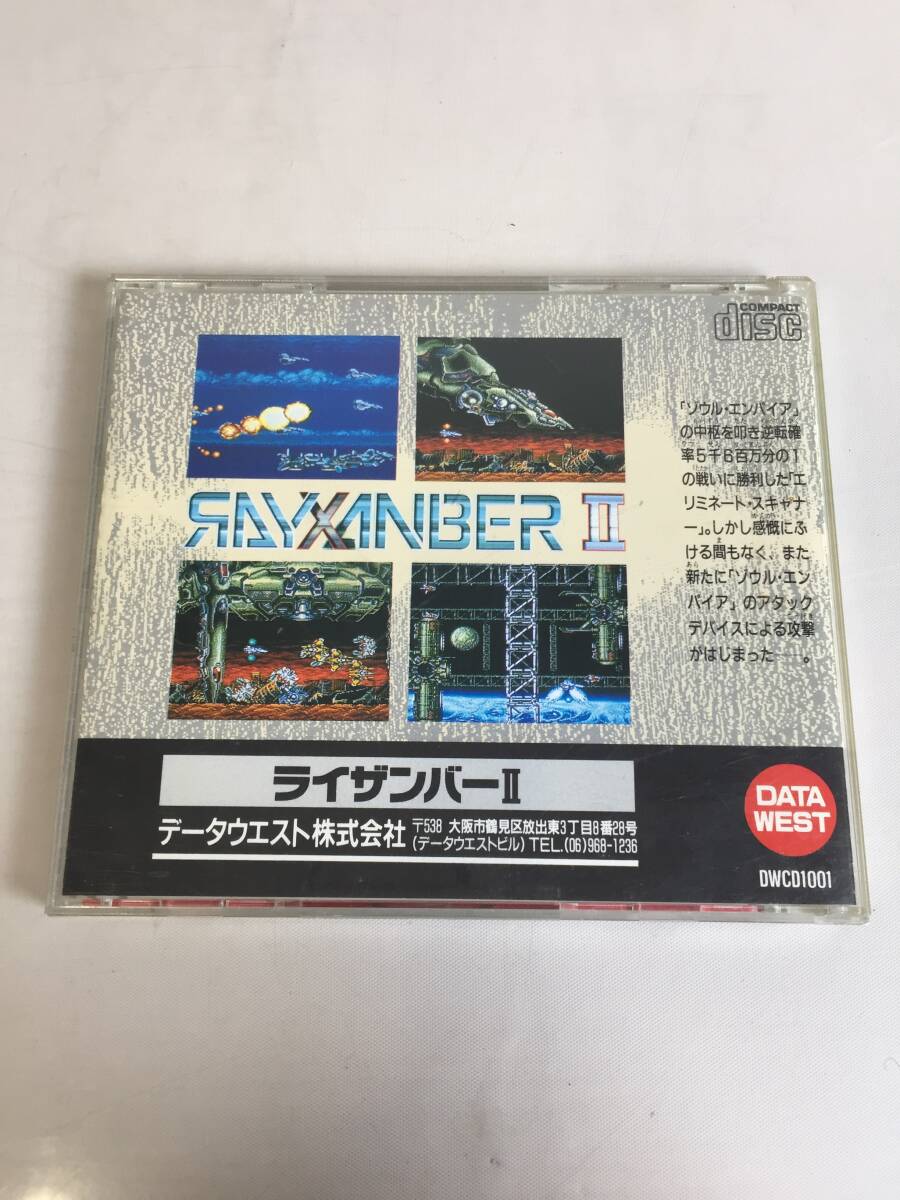 COMPACT
disc
「ゾウル・エンパイア」
の中枢を叩き逆転確
率5千6百万分の1
の戦いに勝利した「エ
リミネート・スキャナ
ー」。しかし感慨にふ
ける間もなく、また
新たに「ゾウル・エン
パイア」のアタック
デバイスによる攻撃
がはじまった——。
RAYXANBER II
ライザンバーII
データウエスト株式会社
〒538 大阪市鶴見区放出東3丁目8番28号
(データウエストビル) TEL.(06)968-1236
DATA
WEST
DWCD1001